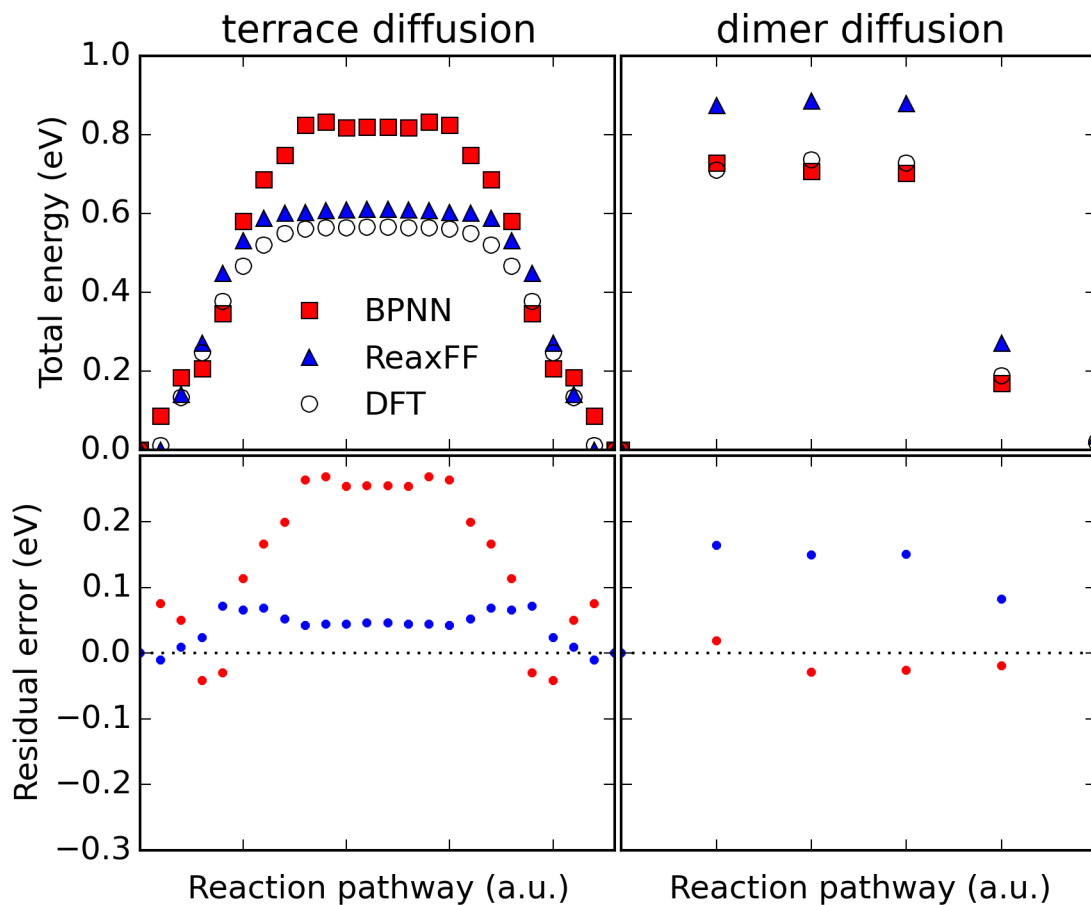 terrace diffusion
dimer diffusion
1.0
0.8
0.6
0.4
0.2
0.0
Total energy (eV)
BPNN
ReaxFF
DFT
0.2
0.1
0.0
−0.1
−0.2
−0.3
Residual error (eV)
Reaction pathway (a.u.)
Reaction pathway (a.u.)